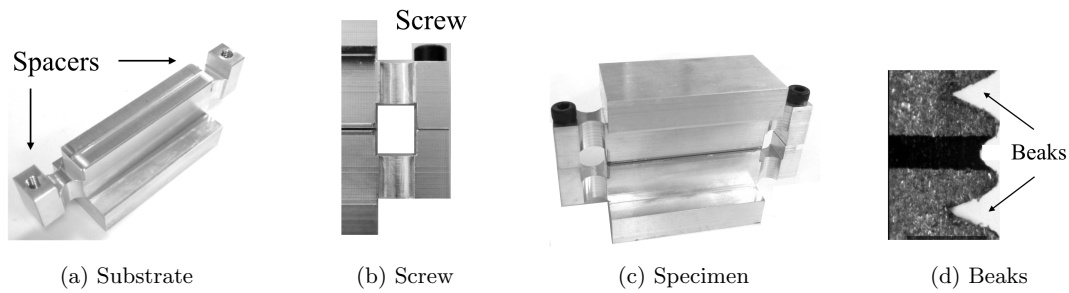 Spacers
Screw
Beaks
(a) Substrate
(b) Screw
(c) Specimen
(d) Beaks